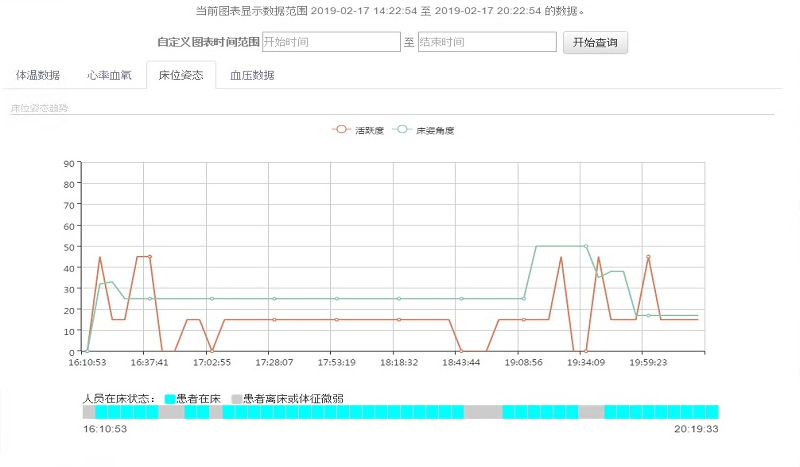 当前图表显示数据范围 2019-02-17 14:22:54 至 2019-02-17 20:22:54 的数据。
自定义图表时间范围 开始时间 至 结束时间 开始查询
体温数据 心率血氧 床位姿态 血压数据
床位姿态趋势
活跃度 床姿角度
90
80
70
60
50
40
30
20
10
0
16:10:53 16:37:41 17:02:55 17:28:07 17:53:19 18:18:32 18:43:44 19:08:56 19:34:09 19:59:23
人员在床状态: 患者在床 患者离床或体征微弱
16:10:53 20:19:33